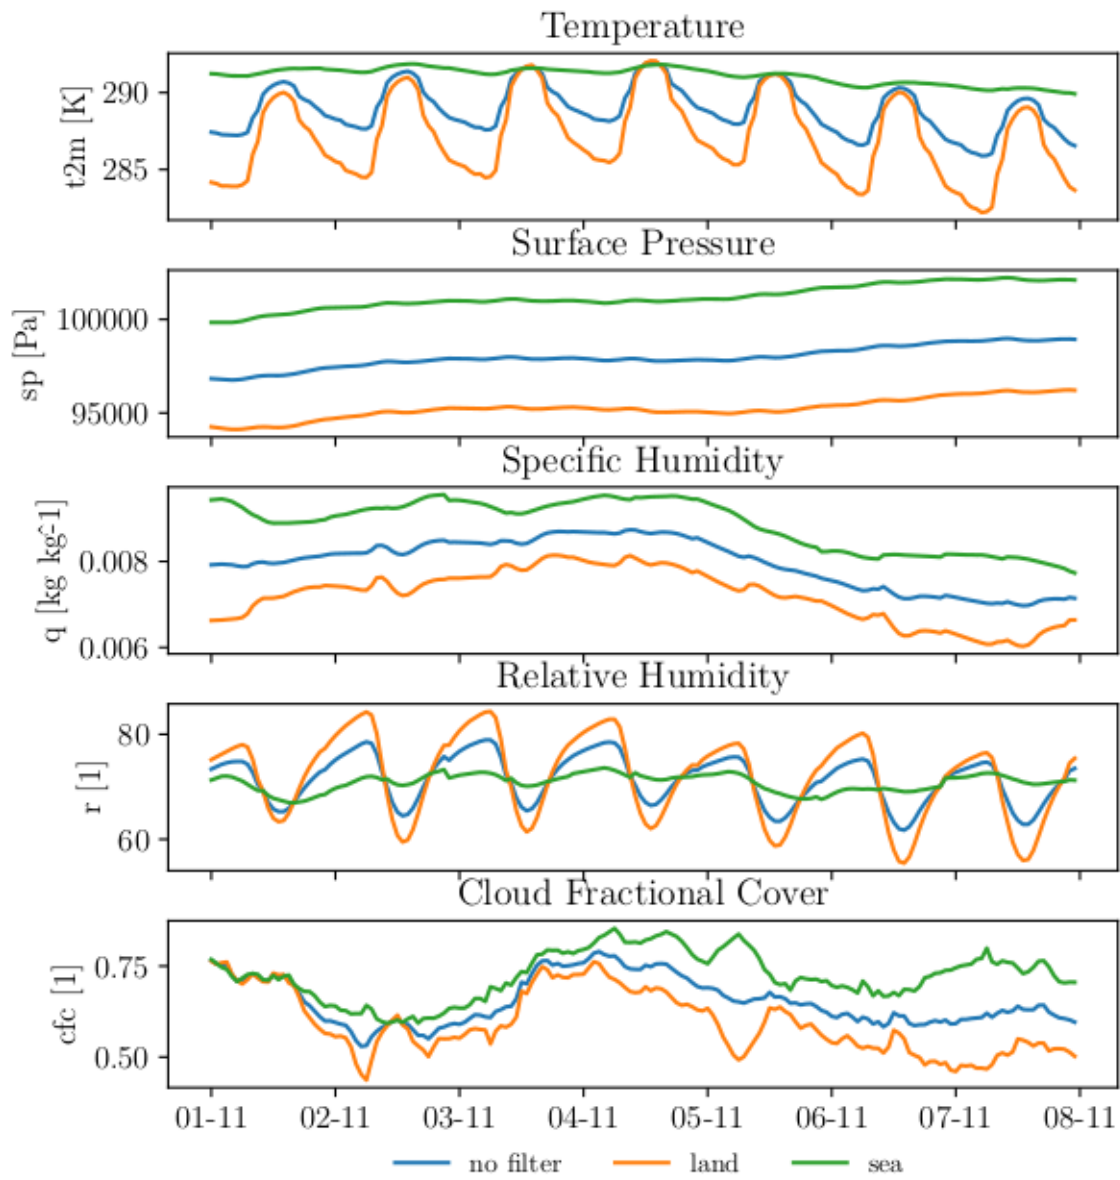 Temperature
t2m [K]
290
285
Surface Pressure
sp [Pa]
100000
95000
Specific Humidity
q [kg kg-̂1]
0.008
0.006
Relative Humidity
r [1]
80
60
Cloud Fractional Cover
cfc [1]
0.75
0.50
01-11 02-11 03-11 04-11 05-11 06-11 07-11 08-11
no filter land sea